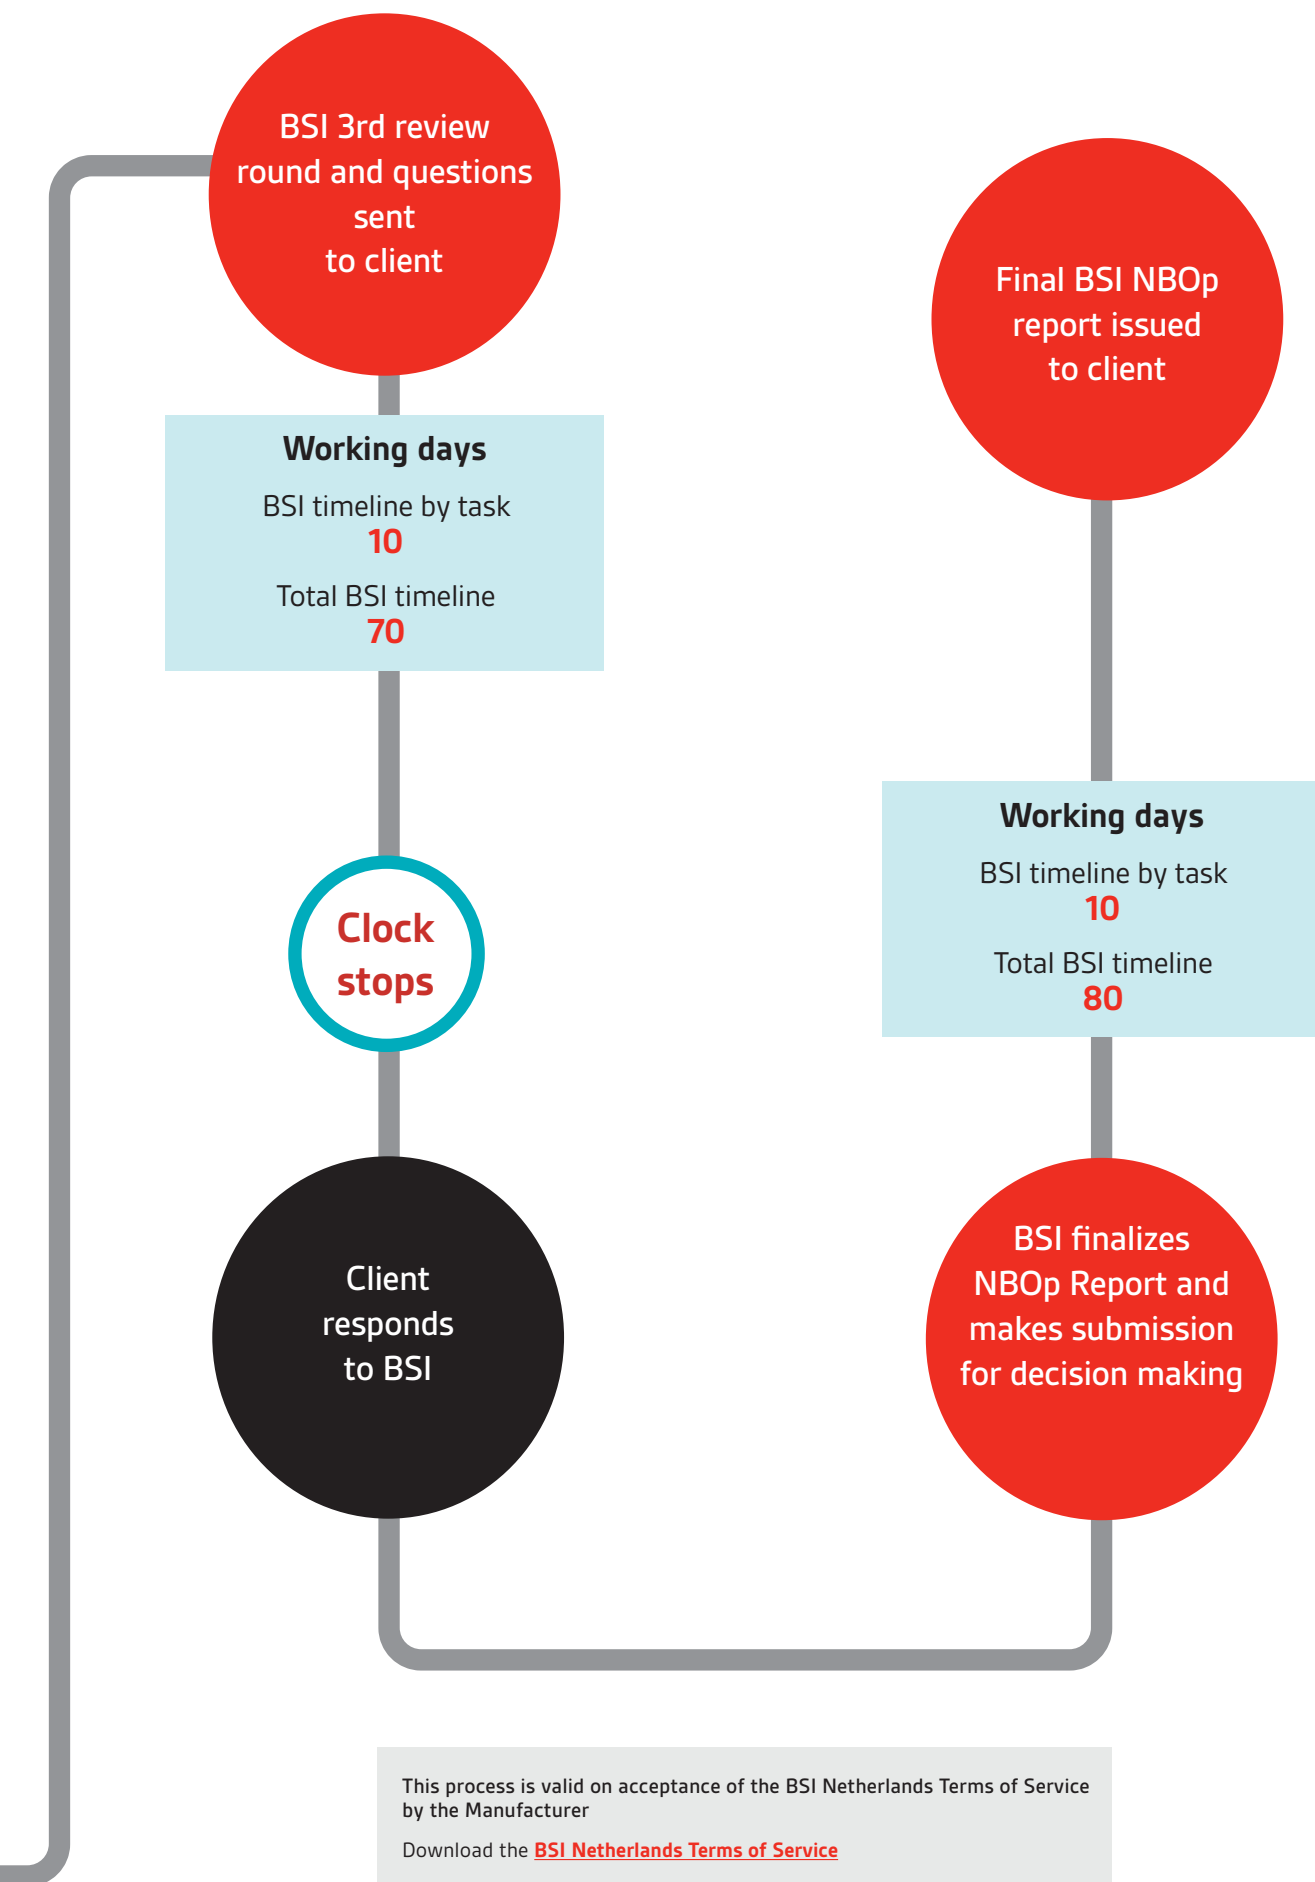 BSI 3rd review
round and questions
sent
to client
Working days
BSI timeline by task
10
Total BSI timeline
70
Clock
stops
Client
responds
to BSI
BSI finalizes
NBOp Report and
makes submission
for decision making
Working days
BSI timeline by task
10
Total BSI timeline
80
Final BSI NBOp
report issued
to client
This process is valid on acceptance of the BSI Netherlands Terms of Service
by the Manufacturer
Download the BSI Netherlands Terms of Service